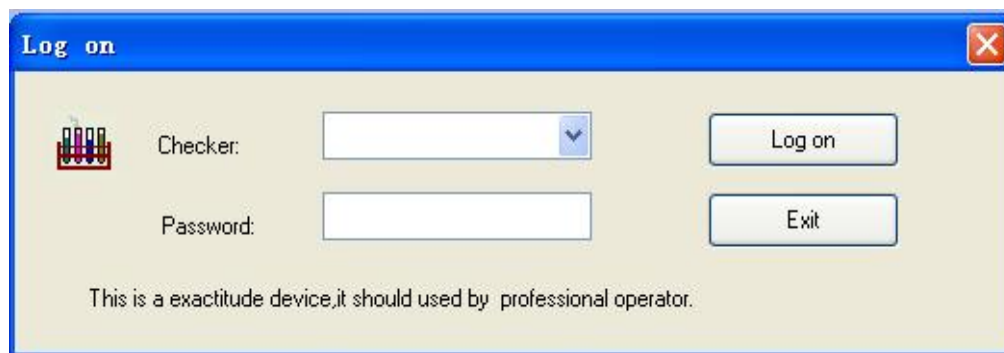 Log on
Checker:
Log on
Password:
Exit
This is a exactitude device,it should used by professional operator.